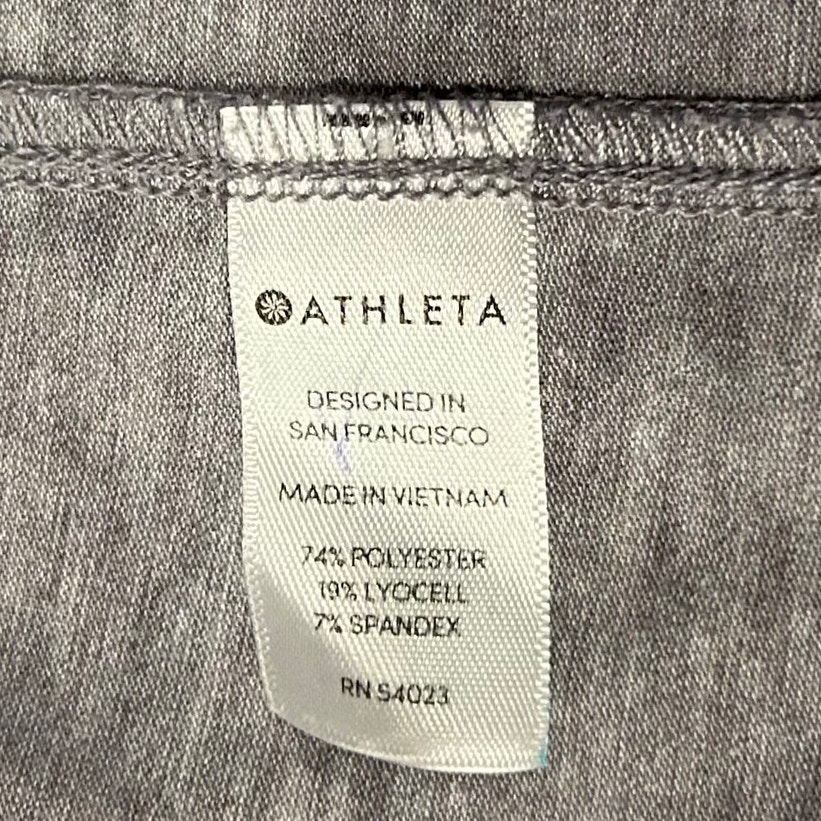 ATHLETA
DESIGNED IN
SAN FRANCISCO
MADE IN VIETNAM
74% POLYESTER
19% LYOCELL
7% SPANDEX
RN 54023